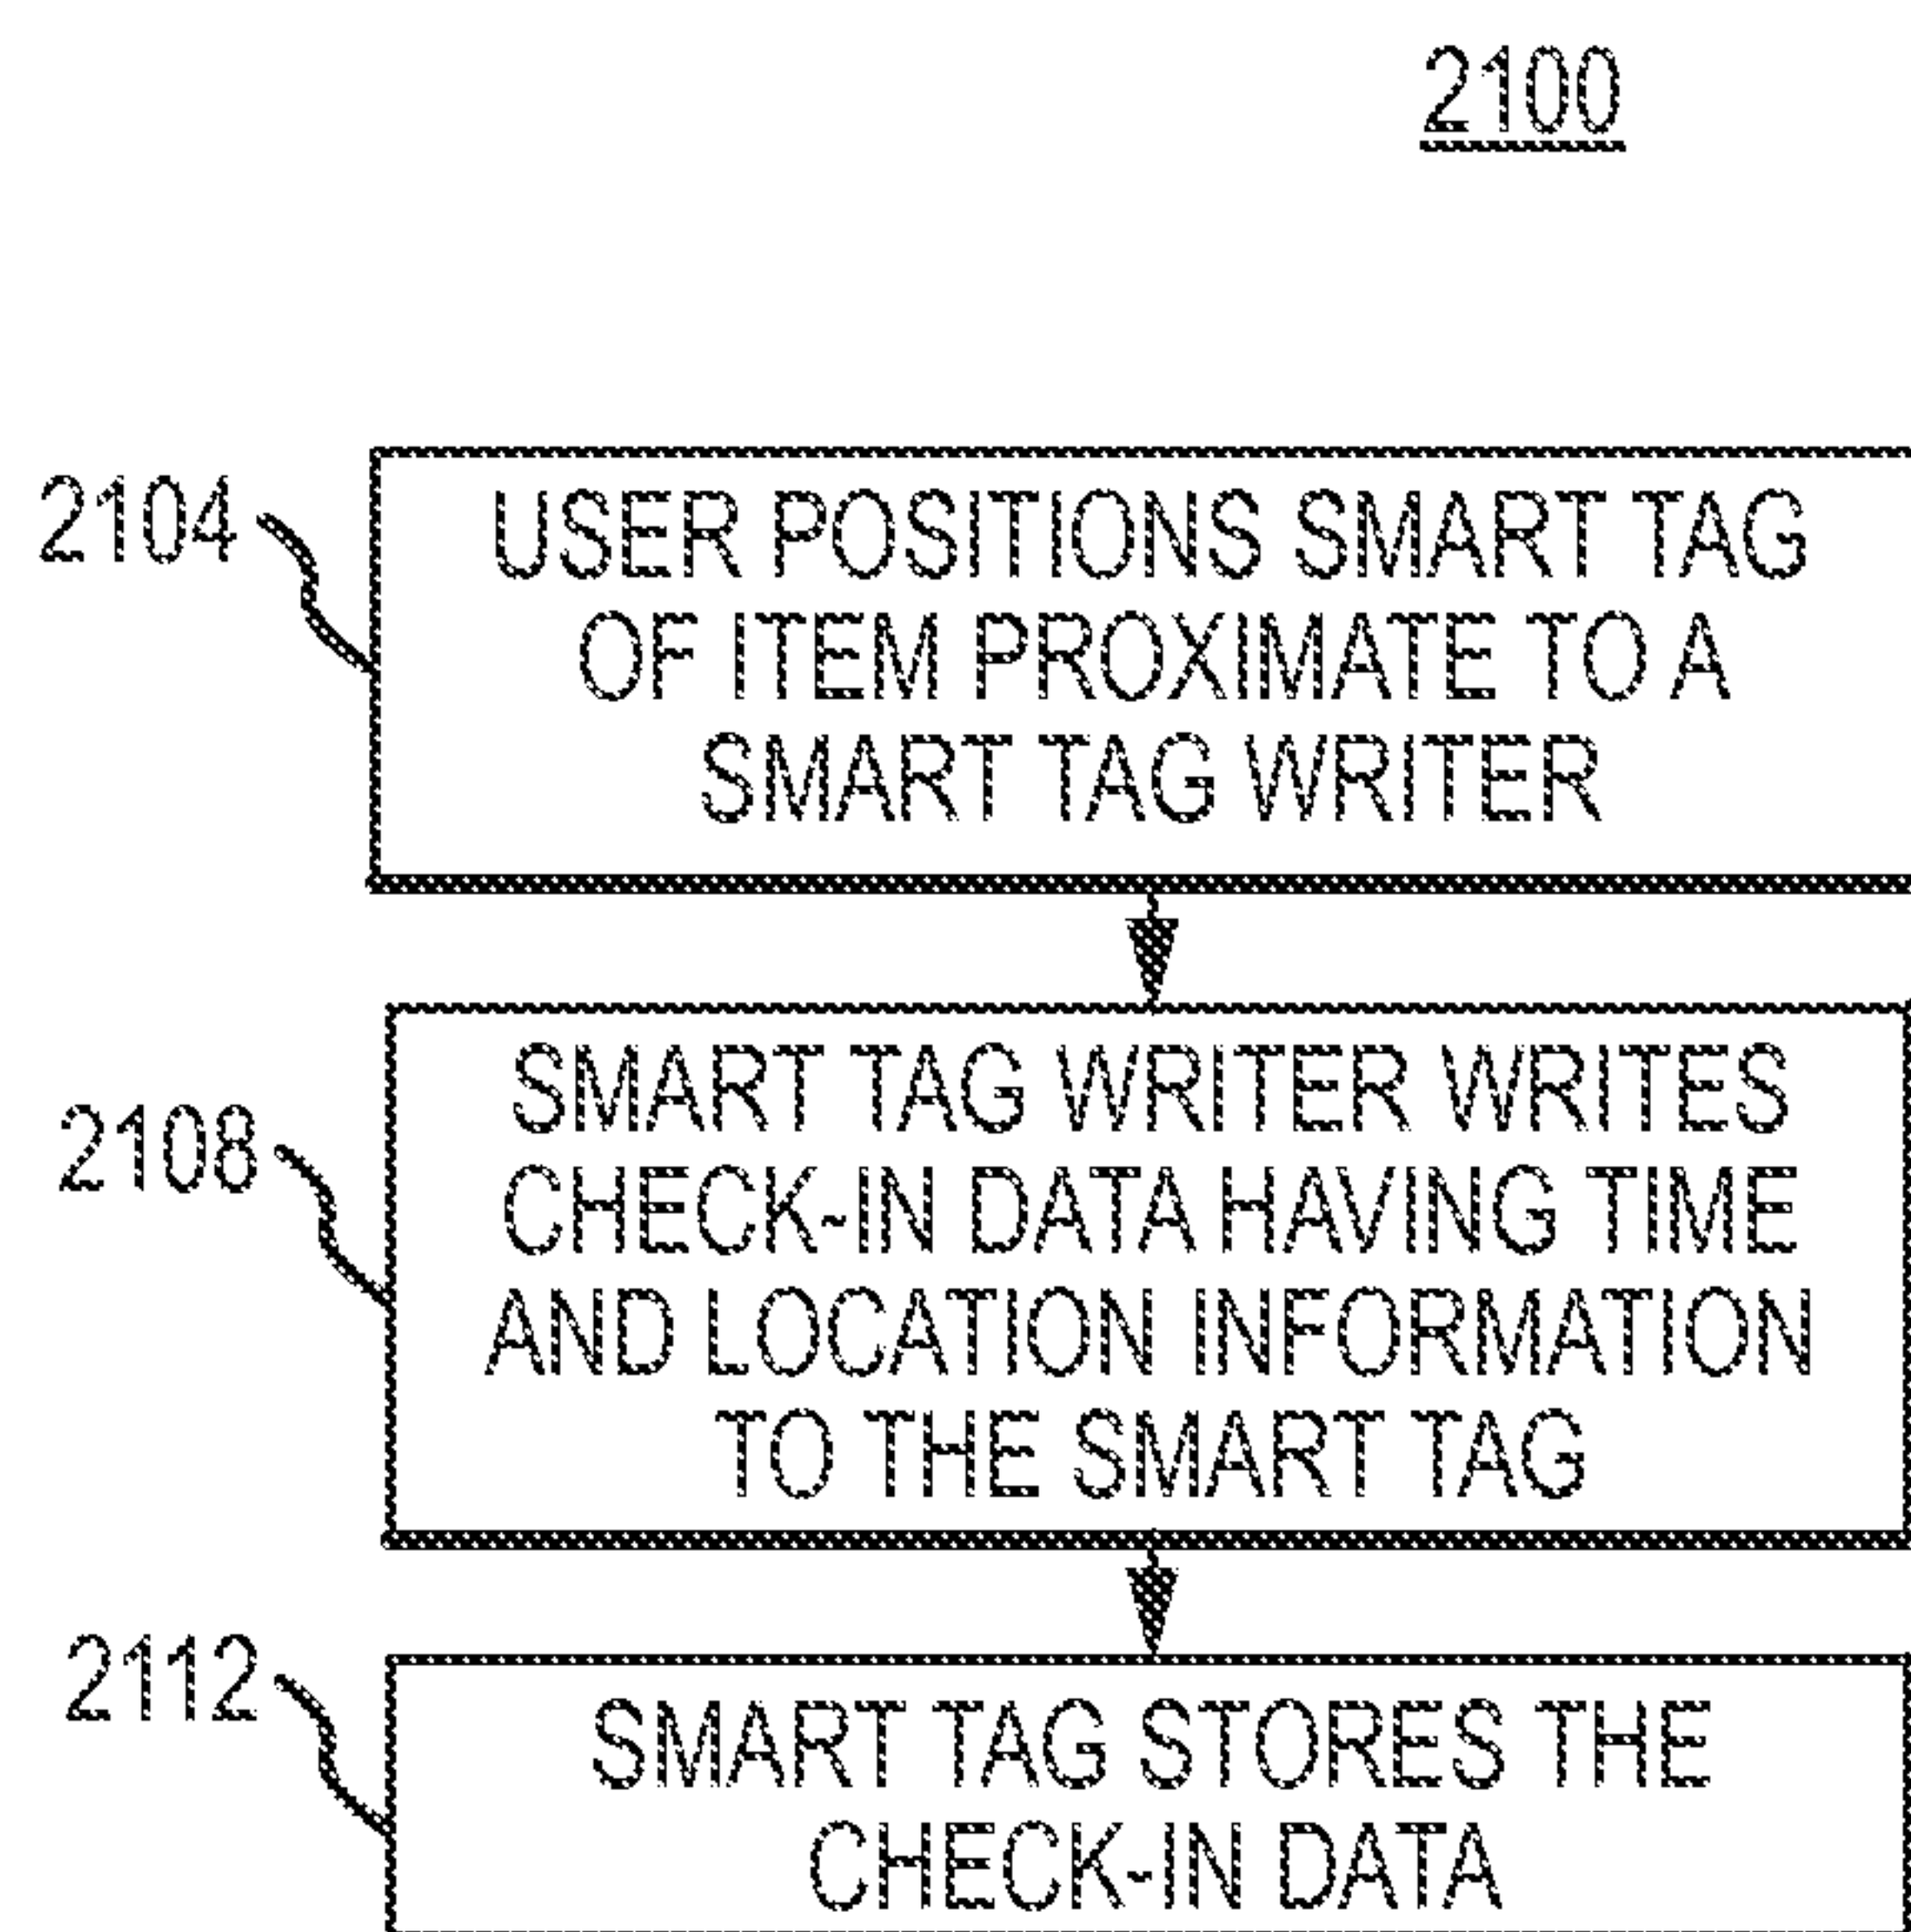 2100
2104
USER POSITIONS SMART TAG
OF ITEM PROXIMATE TO A
SMART TAG WRITER
2108
SMART TAG WRITER WRITES
CHECK-IN DATA HAVING TIME
AND LOCATION INFORMATION
TO THE SMART TAG
2112
SMART TAG STORES THE
CHECK-IN DATA